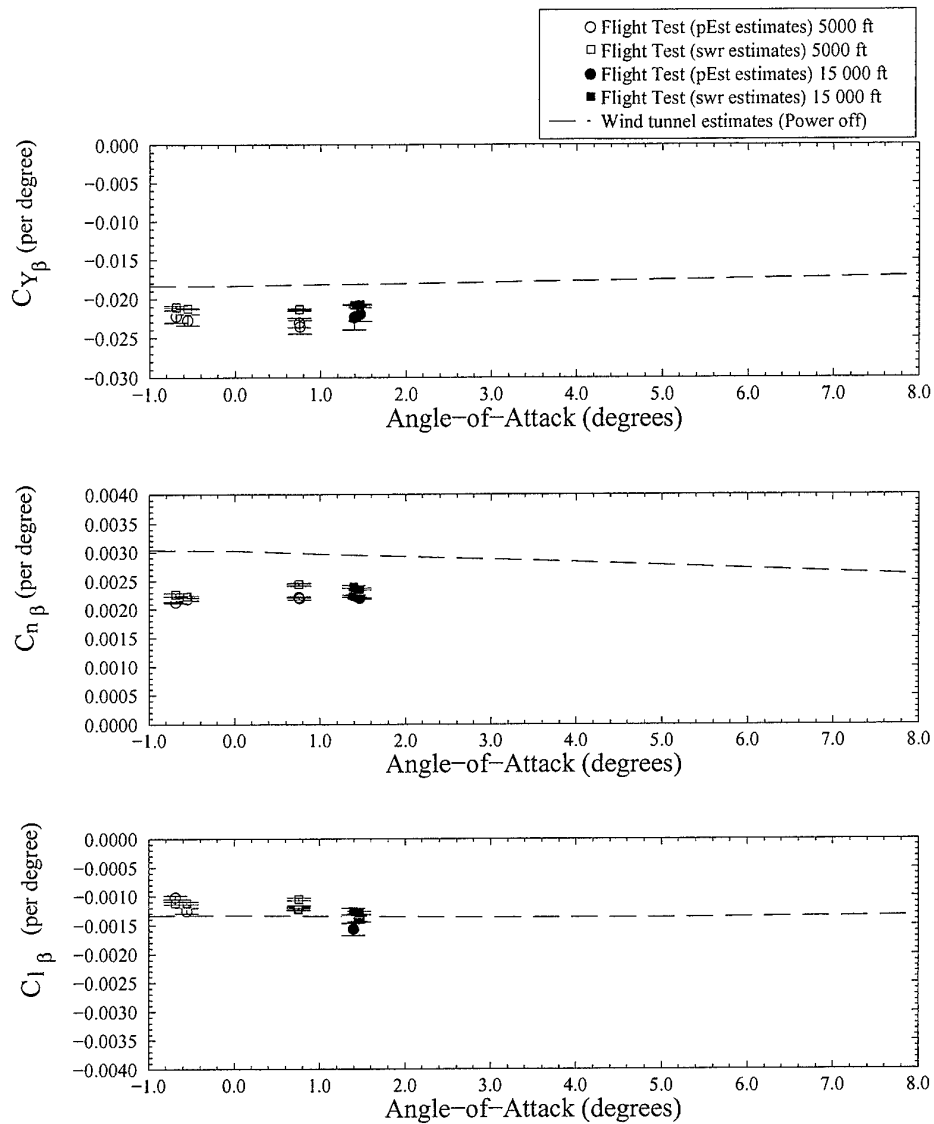 Flight Test (pEst estimates) 5000 ft
Flight Test (swr estimates) 5000 ft
Flight Test (pEst estimates) 15 000 ft
Flight Test (swr estimates) 15 000 ft
Wind tunnel estimates (Power off)
C_Yβ (per degree)
0.000
−0.005
−0.010
−0.015
−0.020
−0.025
−0.030
−1.0 0.0 1.0 2.0 3.0 4.0 5.0 6.0 7.0 8.0
Angle−of−Attack (degrees)
C_nβ (per degree)
0.0040
0.0035
0.0030
0.0025
0.0020
0.0015
0.0010
0.0005
0.0000
−1.0 0.0 1.0 2.0 3.0 4.0 5.0 6.0 7.0 8.0
Angle−of−Attack (degrees)
C_lβ (per degree)
0.0000
−0.0005
−0.0010
−0.0015
−0.0020
−0.0025
−0.0030
−0.0035
−0.0040
−1.0 0.0 1.0 2.0 3.0 4.0 5.0 6.0 7.0 8.0
Angle−of−Attack (degrees)